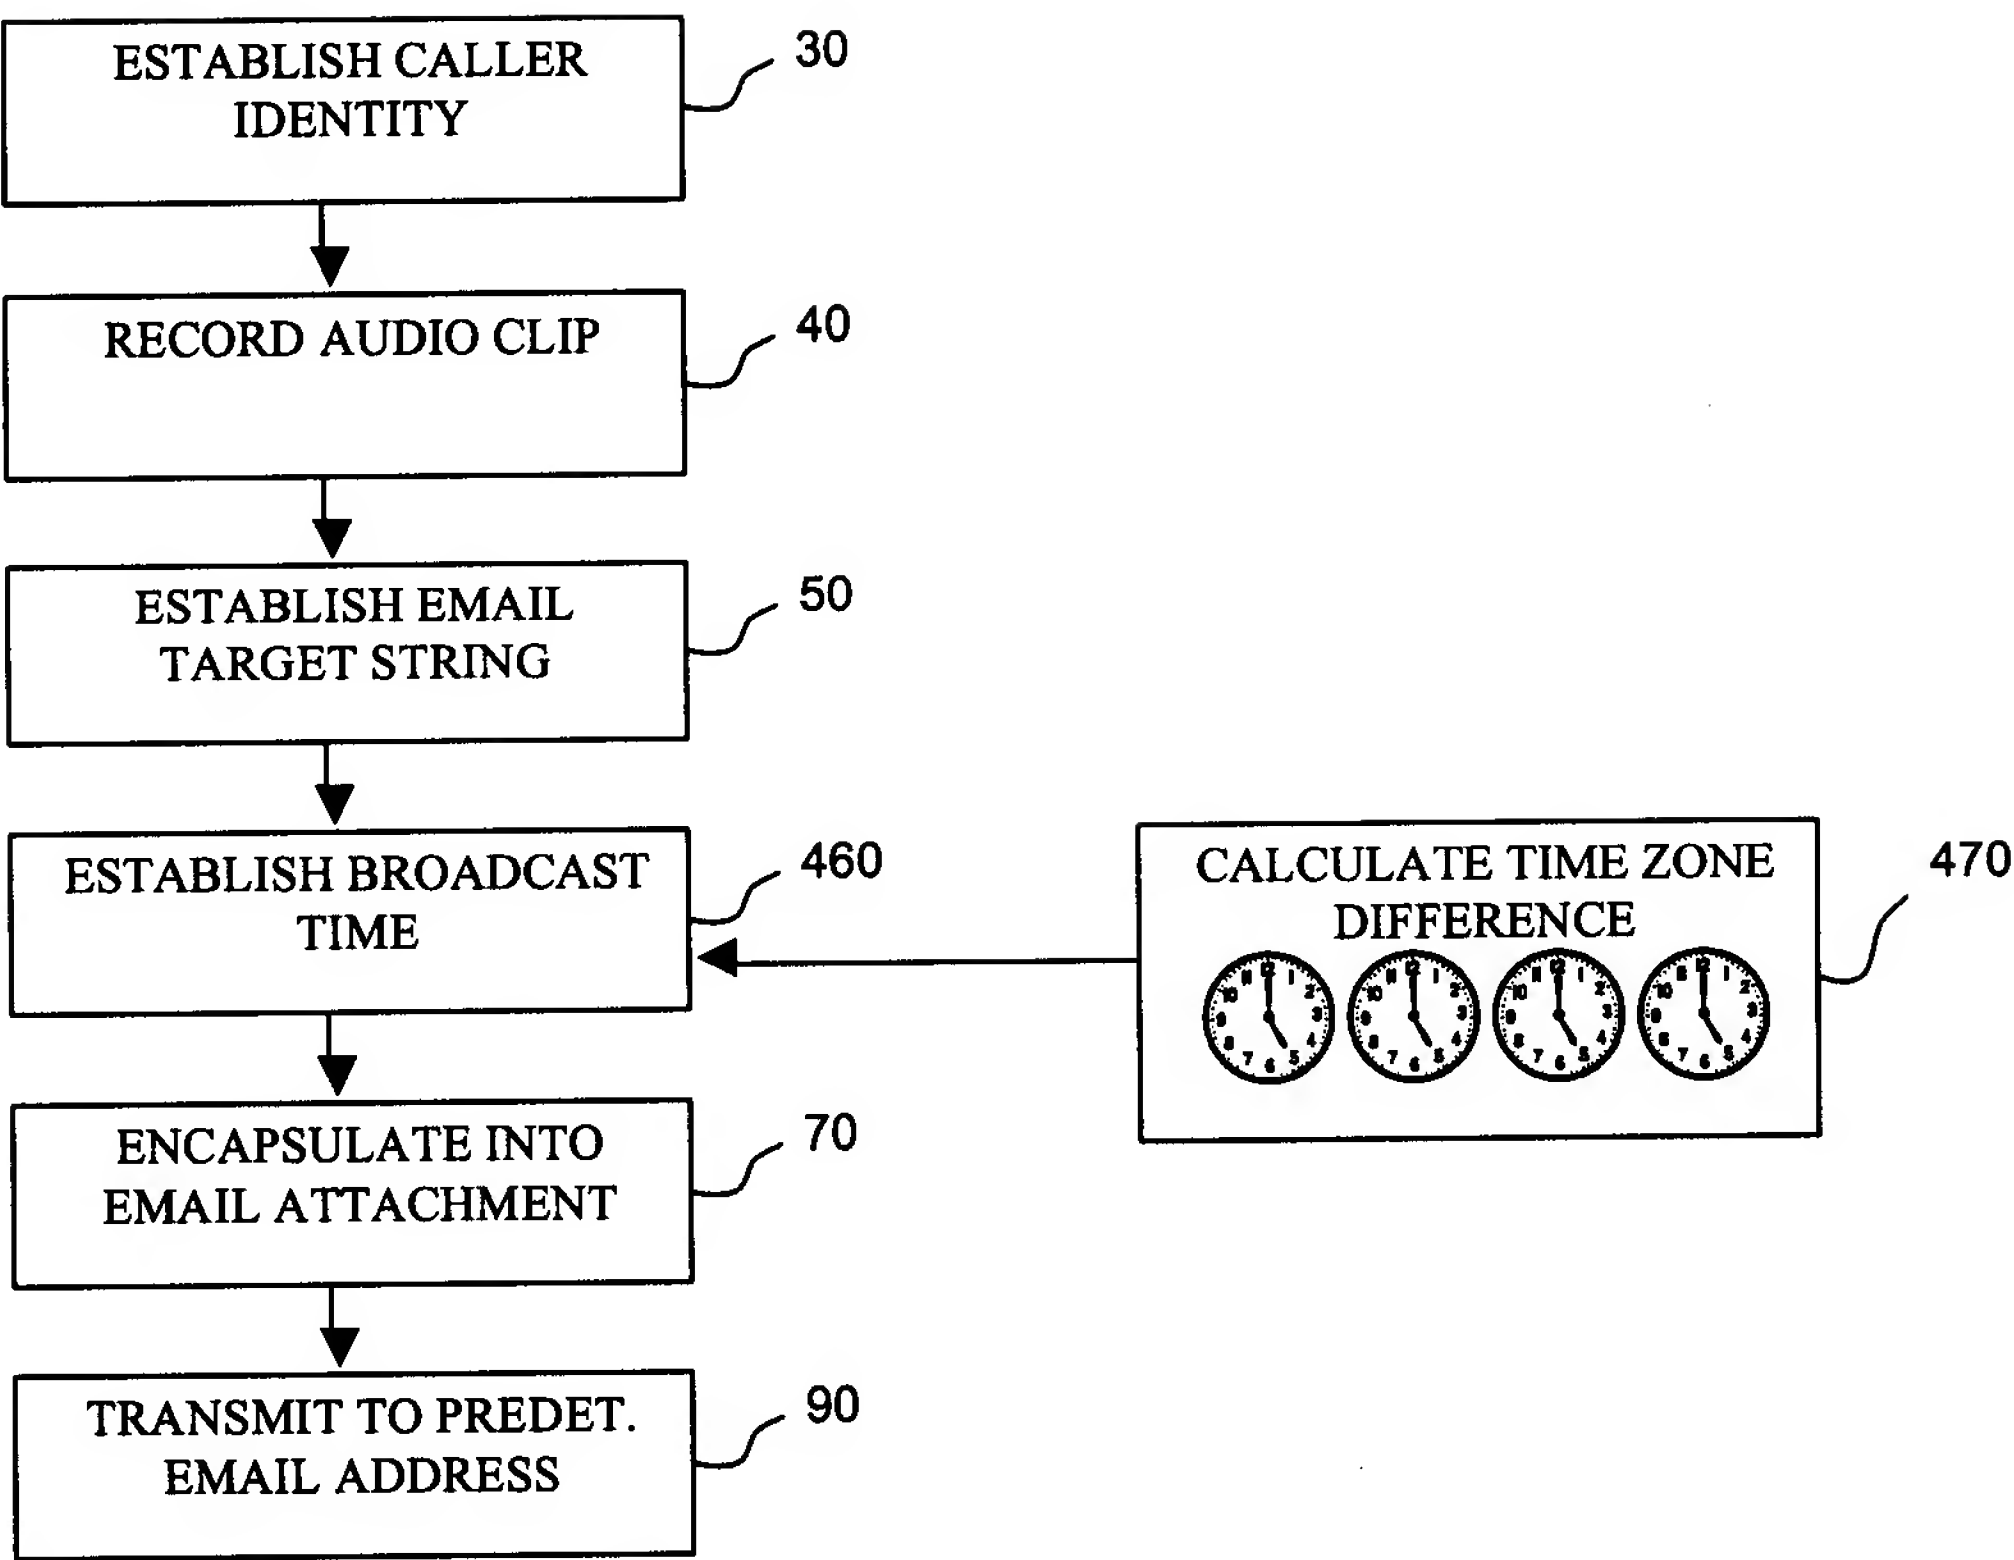 ESTABLISH CALLER
IDENTITY
30
RECORD AUDIO CLIP
40
ESTABLISH EMAIL
TARGET STRING
50
ESTABLISH BROADCAST
TIME
460
CALCULATE TIME ZONE
DIFFERENCE
470
ENCAPSULATE INTO
EMAIL ATTACHMENT
70
TRANSMIT TO PREDET.
EMAIL ADDRESS
90